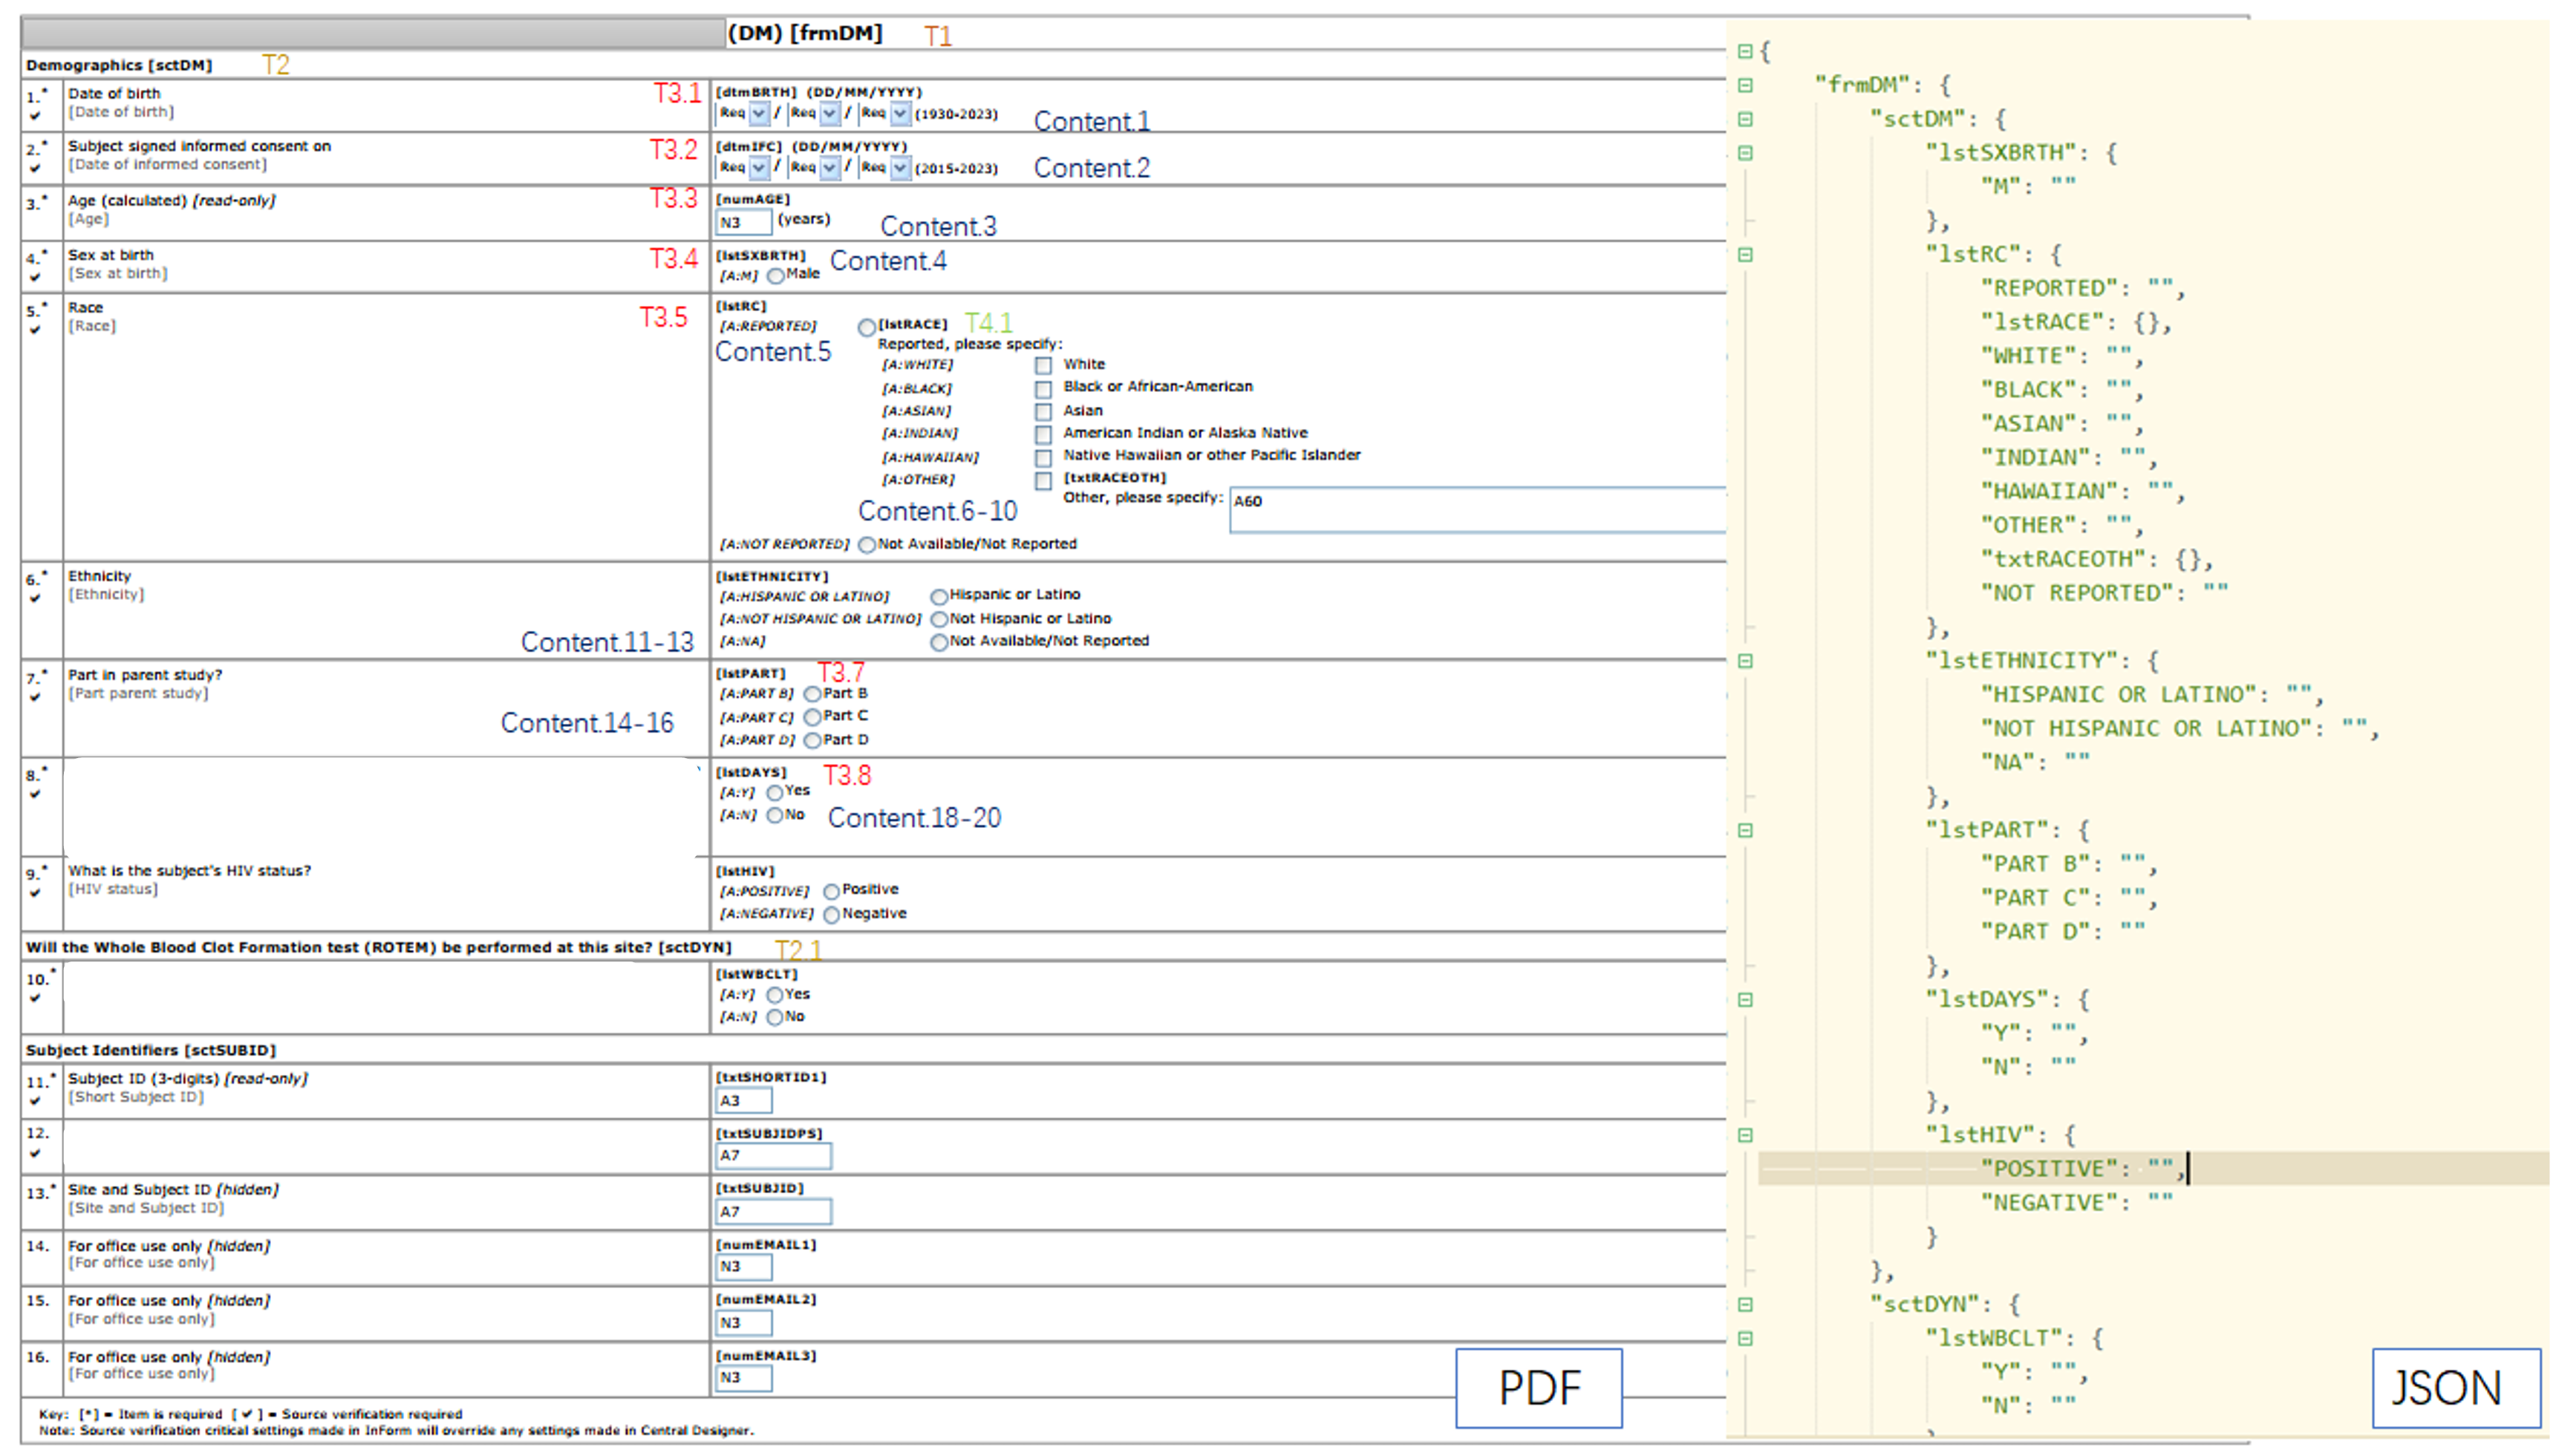 (DM) [frmDM] T1
Demographics [sctDM] T2
1.* Date of birth T3.1 [dtmBRTH] (DD/MM/YYYY)
[Date of birth] Req / Req / Req (1930-2023) Content.1
2.* Subject signed informed consent on T3.2 [dtmIFC] (DD/MM/YYYY)
[Date of informed consent] Req / Req / Req (2015-2023) Content.2
3.* Age (calculated) [read-only] T3.3 [numAGE]
[Age] N3 (years) Content.3
4.* Sex at birth T3.4 [lstSXBRTH] Content.4
[Sex at birth] [A:M] Male
5.* Race T3.5 [lstRC]
[Race] [A:REPORTED] [lstRACE] T4.1
Content.5 Reported, please specify:
[A:WHITE] White
[A:BLACK] Black or African-American
[A:ASIAN] Asian
[A:INDIAN] American Indian or Alaska Native
[A:HAWAIIAN] Native Hawaiian or other Pacific Islander
[A:OTHER] [txtRACEOTH]
Other, please specify: A60
Content.6-10
[A:NOT REPORTED] Not Available/Not Reported
6.* Ethnicity [lstETHNICITY]
[Ethnicity] [A:HISPANIC OR LATINO] Hispanic or Latino
[A:NOT HISPANIC OR LATINO] Not Hispanic or Latino
Content.11-13 [A:NA] Not Available/Not Reported
7.* Part in parent study? [lstPART] T3.7
[Part parent study] [A:PART B] Part B
Content.14-16 [A:PART C] Part C
[A:PART D] Part D
8.* [lstDAYS] T3.8
[A:Y] Yes
[A:N] No Content.18-20
9.* What is the subject's HIV status? [lstHIV]
[HIV status] [A:POSITIVE] Positive
[A:NEGATIVE] Negative
Will the Whole Blood Clot Formation test (ROTEM) be performed at this site? [sctDYN] T2.1
10.* [lstWBCLT]
[A:Y] Yes
[A:N] No
Subject Identifiers [sctSUBID]
11.* Subject ID (3-digits) [read-only] [txtSHORTID1]
[Short Subject ID] A3
12. [txtSUBJIDPS]
A7
13.* Site and Subject ID [hidden] [txtSUBJID]
[Site and Subject ID] A7
14. For office use only [hidden] [numEMAIL1]
[For office use only] N3
15. For office use only [hidden] [numEMAIL2]
[For office use only] N3
16. For office use only [hidden] [numEMAIL3]
[For office use only] N3
Key: [*] = Item is required [✔] = Source verification required
Note: Source verification critical settings made in InForm will override any settings made in Central Designer.
PDF
{
"frmDM": {
"sctDM": {
"lstSXBRTH": {
"M": ""
},
"lstRC": {
"REPORTED": "",
"lstRACE": {},
"WHITE": "",
"BLACK": "",
"ASIAN": "",
"INDIAN": "",
"HAWAIIAN": "",
"OTHER": "",
"txtRACEOTH": {},
"NOT REPORTED": ""
},
"lstETHNICITY": {
"HISPANIC OR LATINO": "",
"NOT HISPANIC OR LATINO": "",
"NA": ""
},
"lstPART": {
"PART B": "",
"PART C": "",
"PART D": ""
},
"lstDAYS": {
"Y": "",
"N": ""
},
"lstHIV": {
"POSITIVE": "",
"NEGATIVE": ""
}
},
"sctDYN": {
"lstWBCLT": {
"Y": "",
"N": ""
JSON